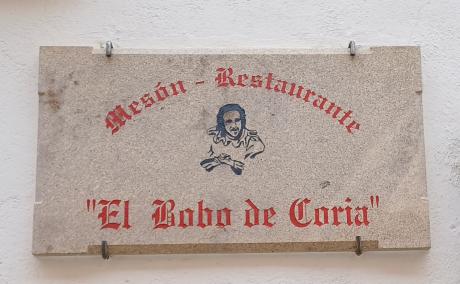 Mesón - Restaurante
"El Bobo de Coria"